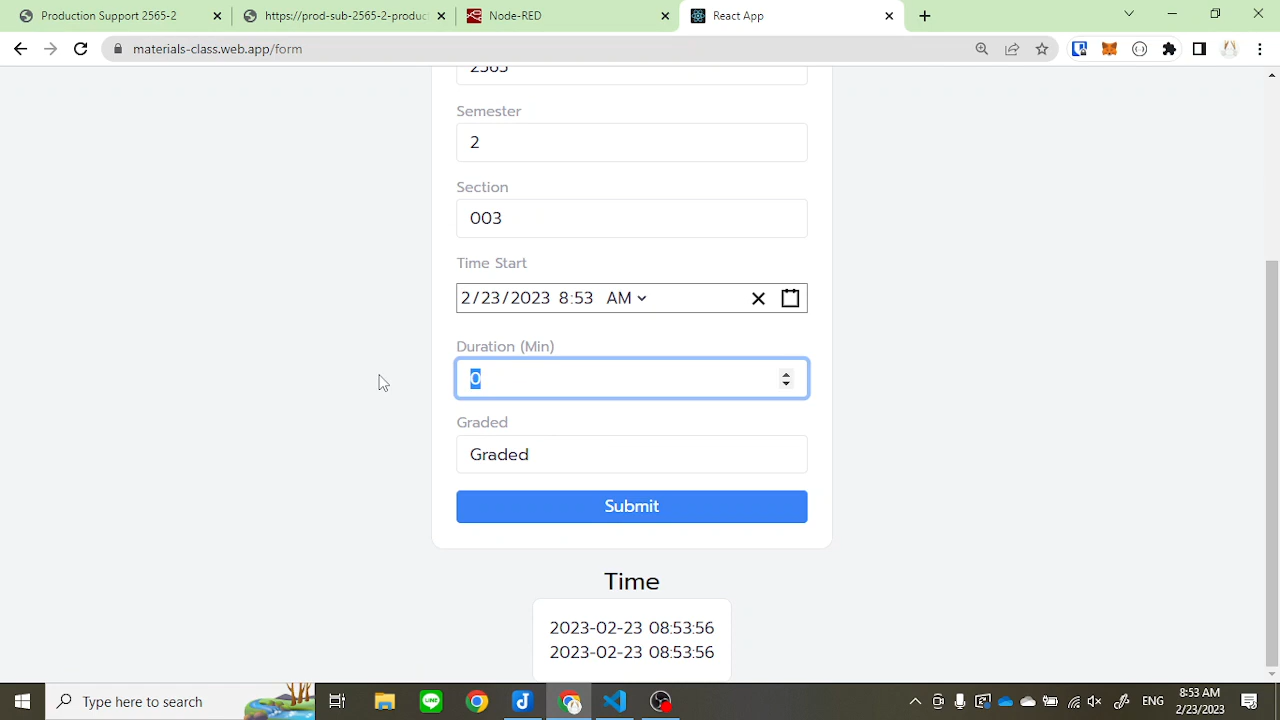 Production Support 2565-2
https://prod-sub-2565-2-product
Node-RED
React App
materials-class.web.app/form
2565
Semester
2
Section
003
Time Start
2/23/2023 8:53 AM
Duration (Min)
0
Graded
Graded
Submit
Time
2023-02-23 08:53:56
2023-02-23 08:53:56
Type here to search
ENG
8:53 AM
2/23/2023